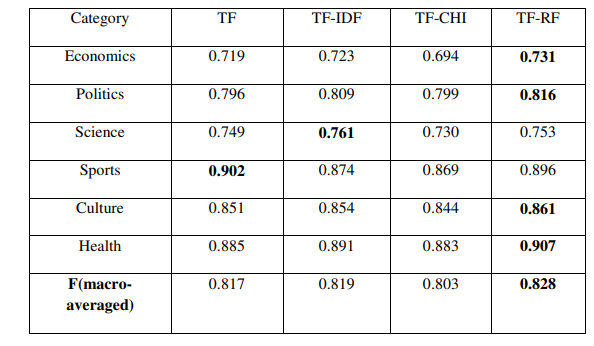 Category TF TF-IDF TF-CHI TF-RF
Economics 0.719 0.723 0.694 0.731
Politics 0.796 0.809 0.799 0.816
Science 0.749 0.761 0.730 0.753
Sports 0.902 0.874 0.869 0.896
Culture 0.851 0.854 0.844 0.861
Health 0.885 0.891 0.883 0.907
F(macro- 0.817 0.819 0.803 0.828
averaged)